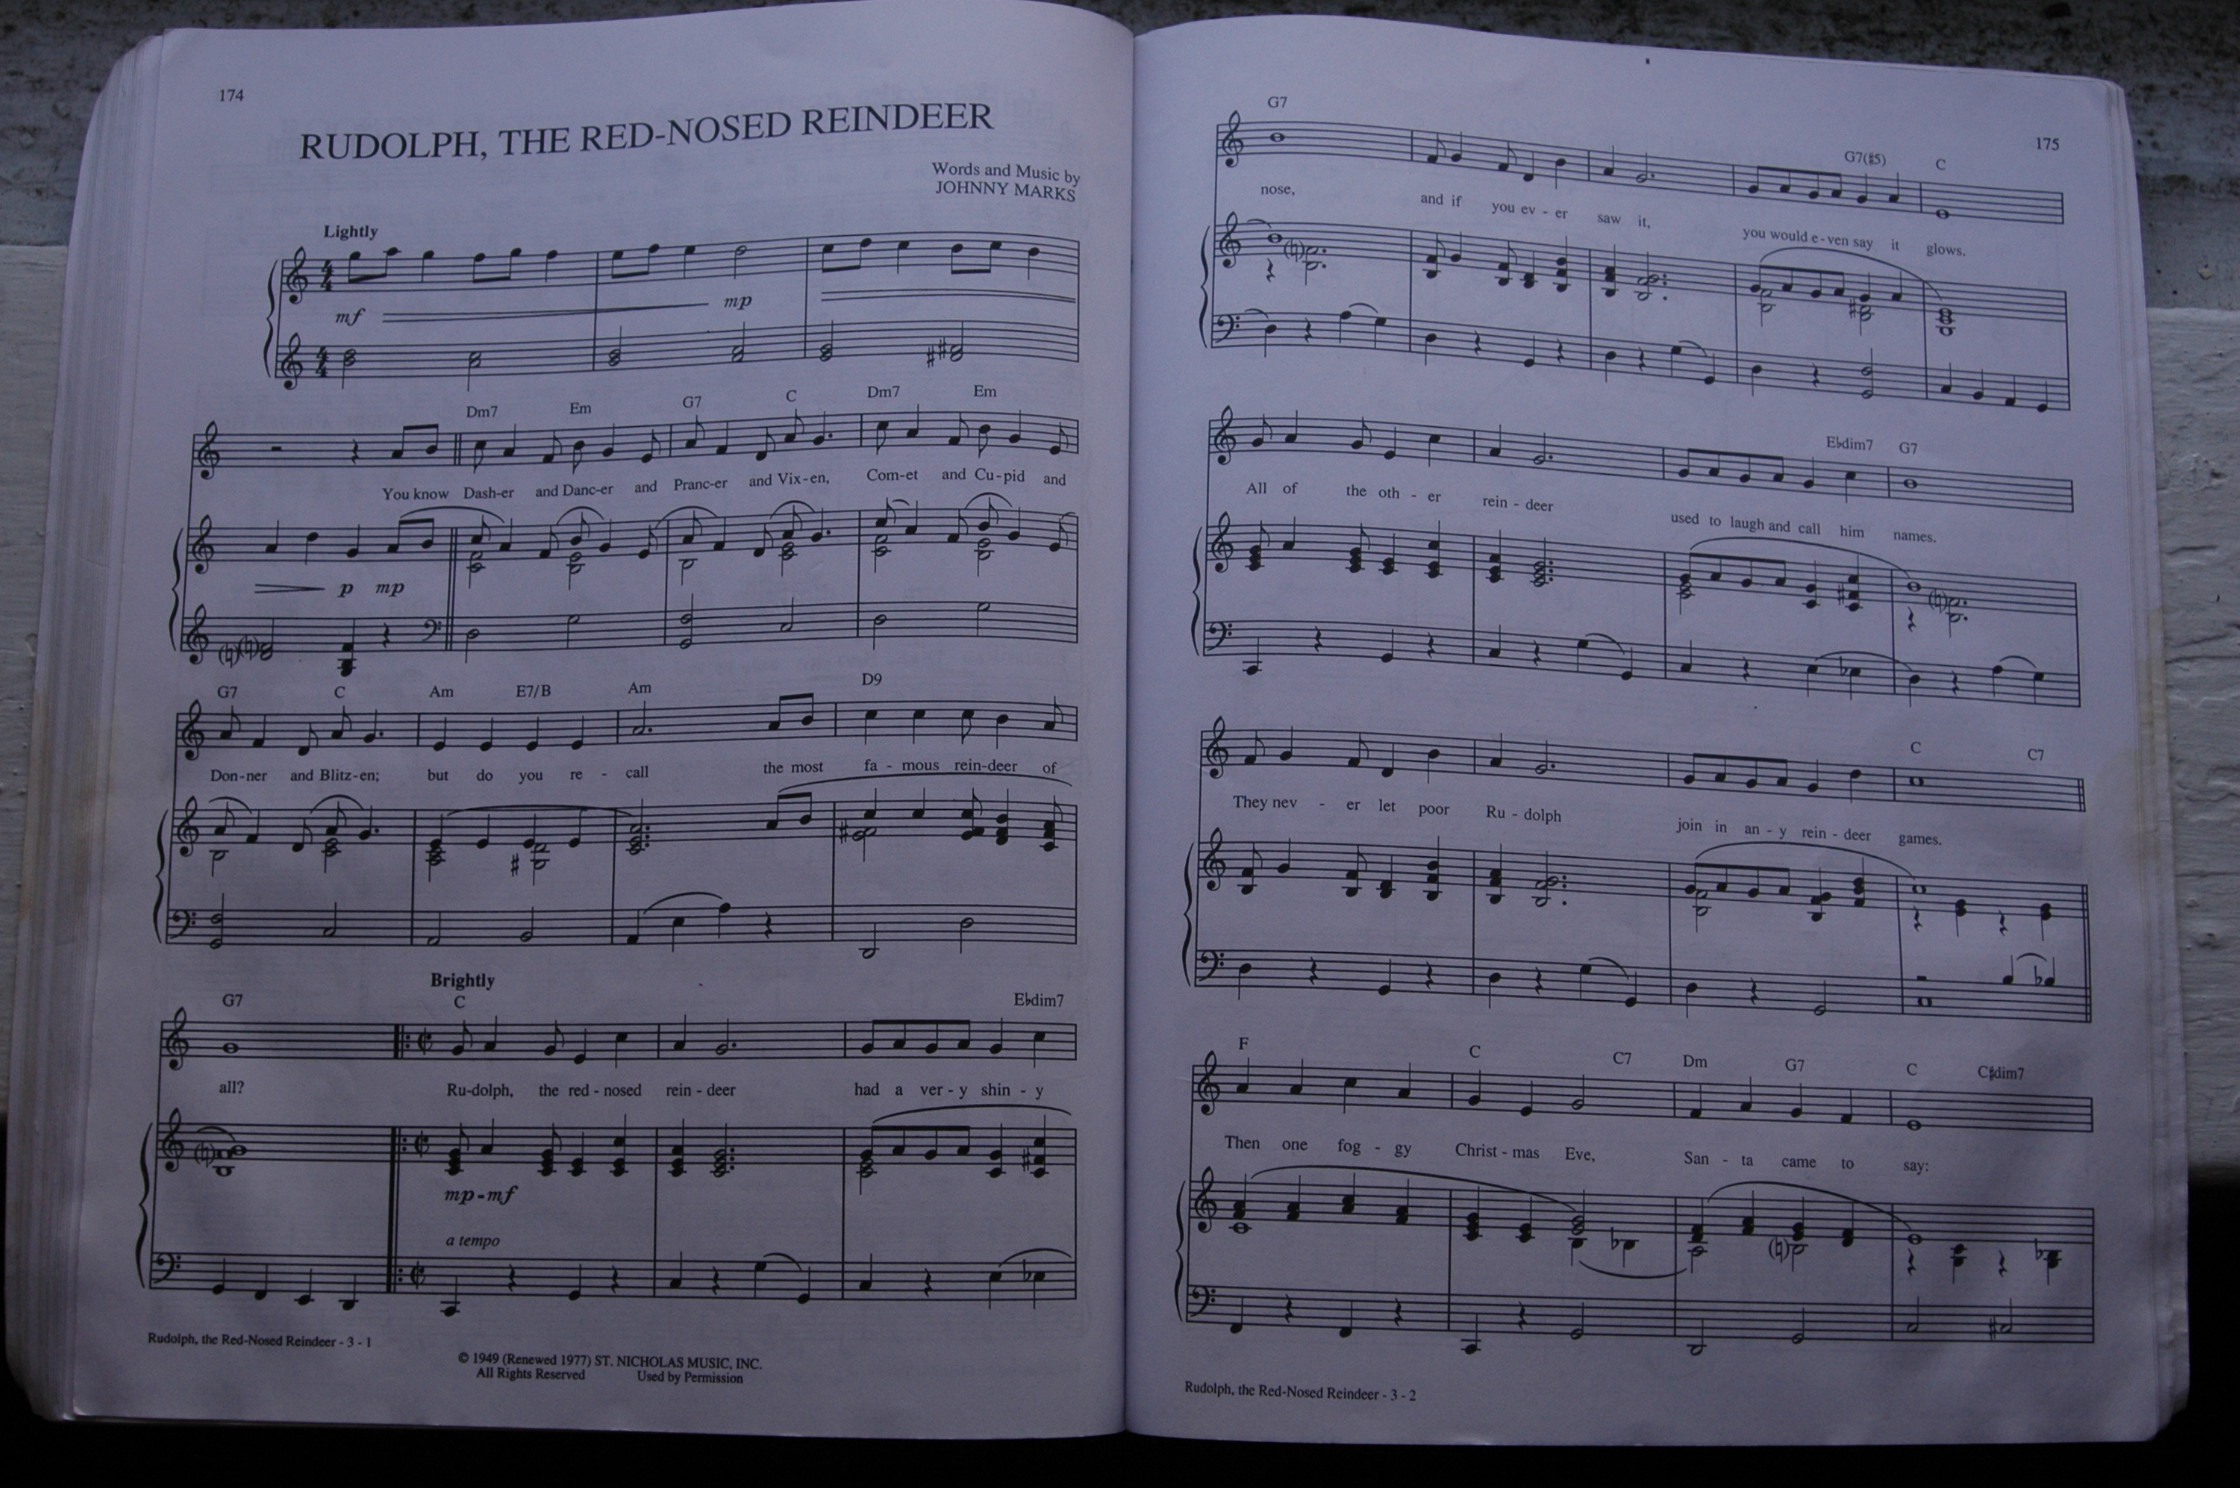 174
RUDOLPH, THE RED-NOSED REINDEER
Words and Music by
JOHNNY MARKS
Lightly
mf
mp
Dm7 Em G7 C Dm7 Em
You know Dash-er and Danc-er and Pranc-er and Vix-en, Com-et and Cu-pid and
p mp
G7 C Am E7/B Am D9
Don-ner and Blitz-en; but do you re - call the most fa - mous rein-deer of
Brightly
G7 C E♭dim7
all? Ru-dolph, the red - nosed rein - deer had a ver - y shin - y
mp - mf
a tempo
Rudolph, the Red-Nosed Reindeer - 3 - 1
© 1949 (Renewed 1977) ST. NICHOLAS MUSIC, INC.
All Rights Reserved Used by Permission
175
G7 G7(♯5) C
nose, and if you ev - er saw it, you would e - ven say it glows.
E♭dim7 G7
All of the oth - er rein - deer used to laugh and call him names.
C C7
They nev - er let poor Ru - dolph join in an - y rein - deer games.
F C C7 Dm G7 C C♯dim7
Then one fog - gy Christ - mas Eve, San - ta came to say:
Rudolph, the Red-Nosed Reindeer - 3 - 2